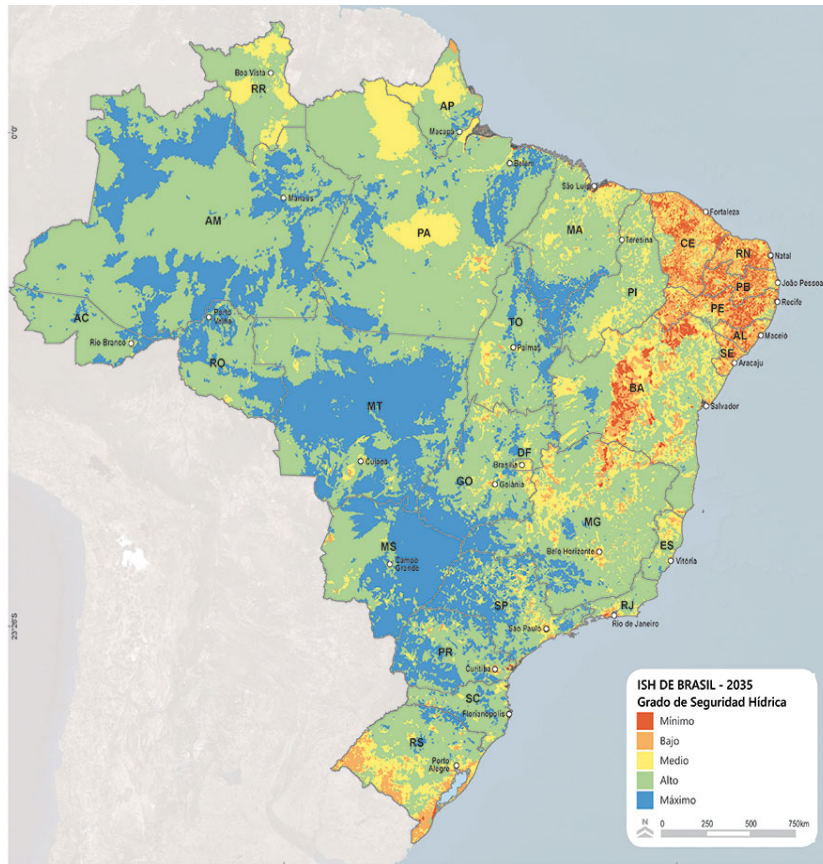 Boa Vista
RR
AP
Macapá
0°0'
Belém
São Luís
Manaus
Fortaleza
AM
PA
MA
CE
Teresina
RN
Natal
PI
PB
João Pessoa
PE
Recife
AC
Porto
Velho
TO
AL
Maceió
Rio Branco
Palmas
SE
Aracaju
RO
BA
MT
Salvador
DF
Cuiabá
Brasília
GO
Goiânia
MG
MS
Belo Horizonte
ES
Campo
Grande
Vitória
SP
RJ
23°26'S
São Paulo
Rio de Janeiro
PR
Curitiba
SC
Florianópolis
RS
Porto
Alegre
ISH DE BRASIL - 2035
Grado de Seguridad Hídrica
Mínimo
Bajo
Medio
Alto
Máximo
N
0 250 500 750km